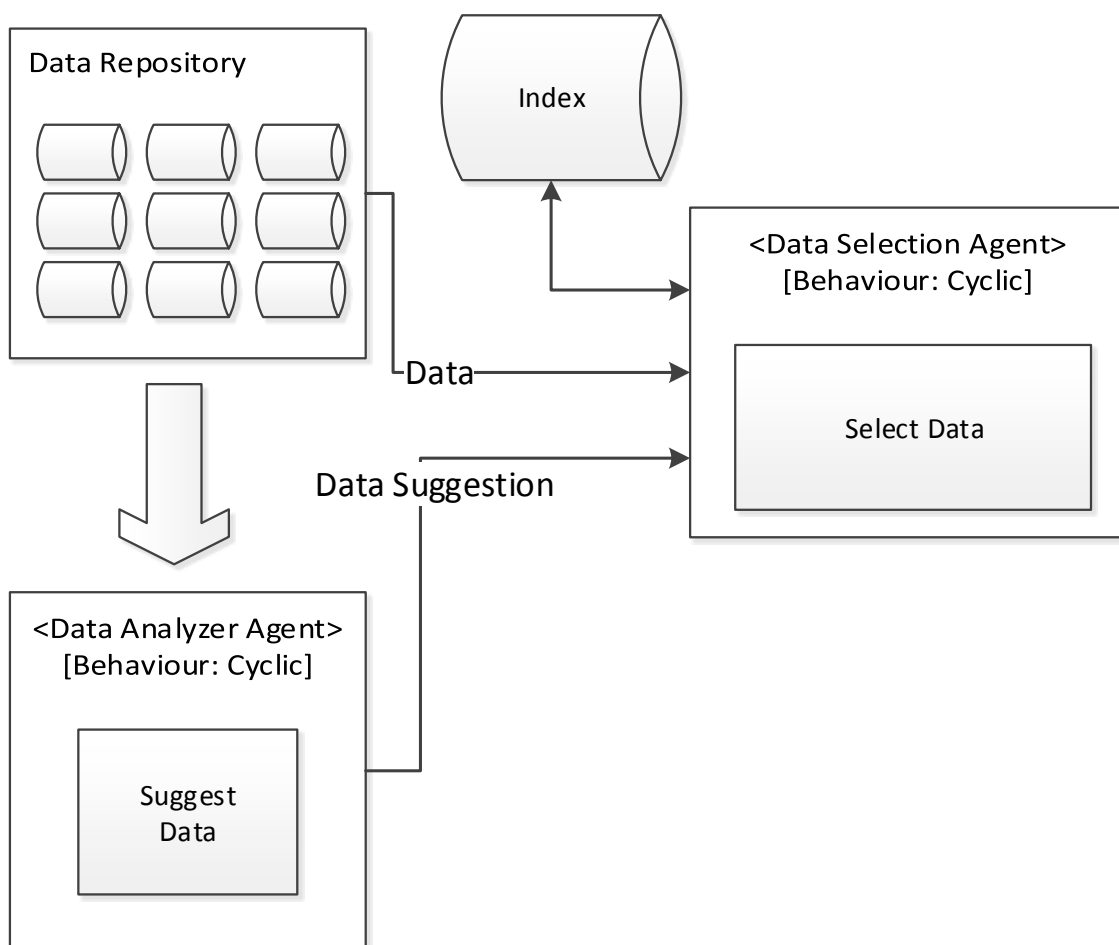 Data Repository
Index
<Data Selection Agent>
[Behaviour: Cyclic]
Data
Select Data
Data Suggestion
<Data Analyzer Agent>
[Behaviour: Cyclic]
Suggest
Data